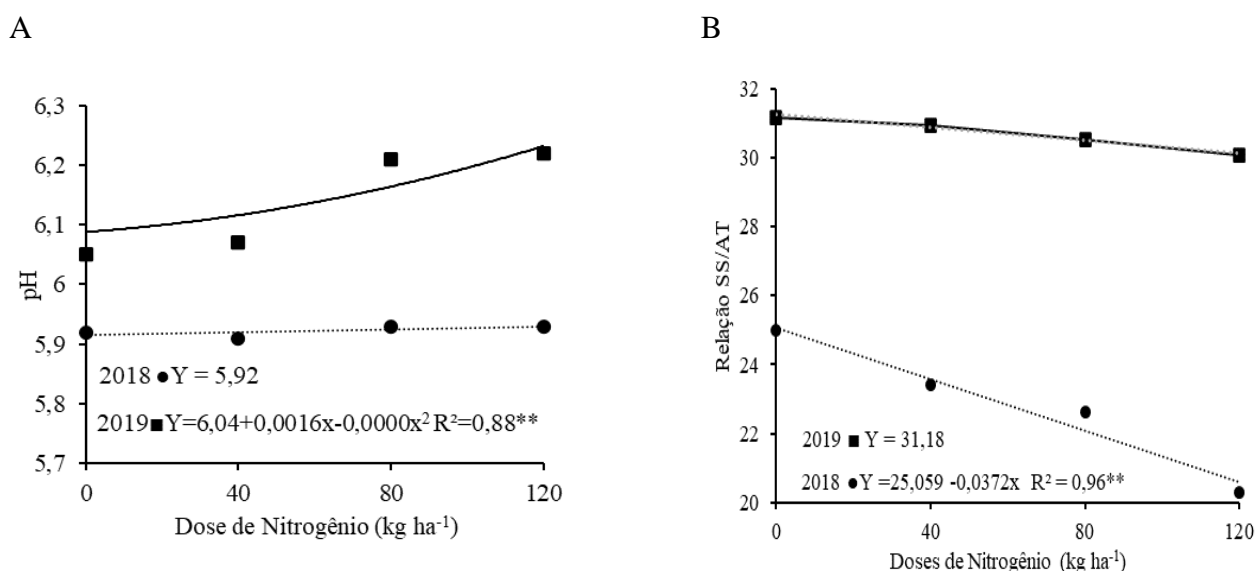 A
B
6,3
6,2
6,1
6
5,9
5,8
5,7
pH
2018 ● Y = 5,92
2019 ■ Y=6,04+0,0016x-0,0000x² R²=0,88**
0 40 80 120
Dose de Nitrogênio (kg ha⁻¹)
32
30
28
26
24
22
20
Relação SS/AT
2019 ■ Y = 31,18
2018 ● Y =25,059 -0,0372x R² = 0,96**
0 40 80 120
Doses de Nitrogênio (kg ha⁻¹)